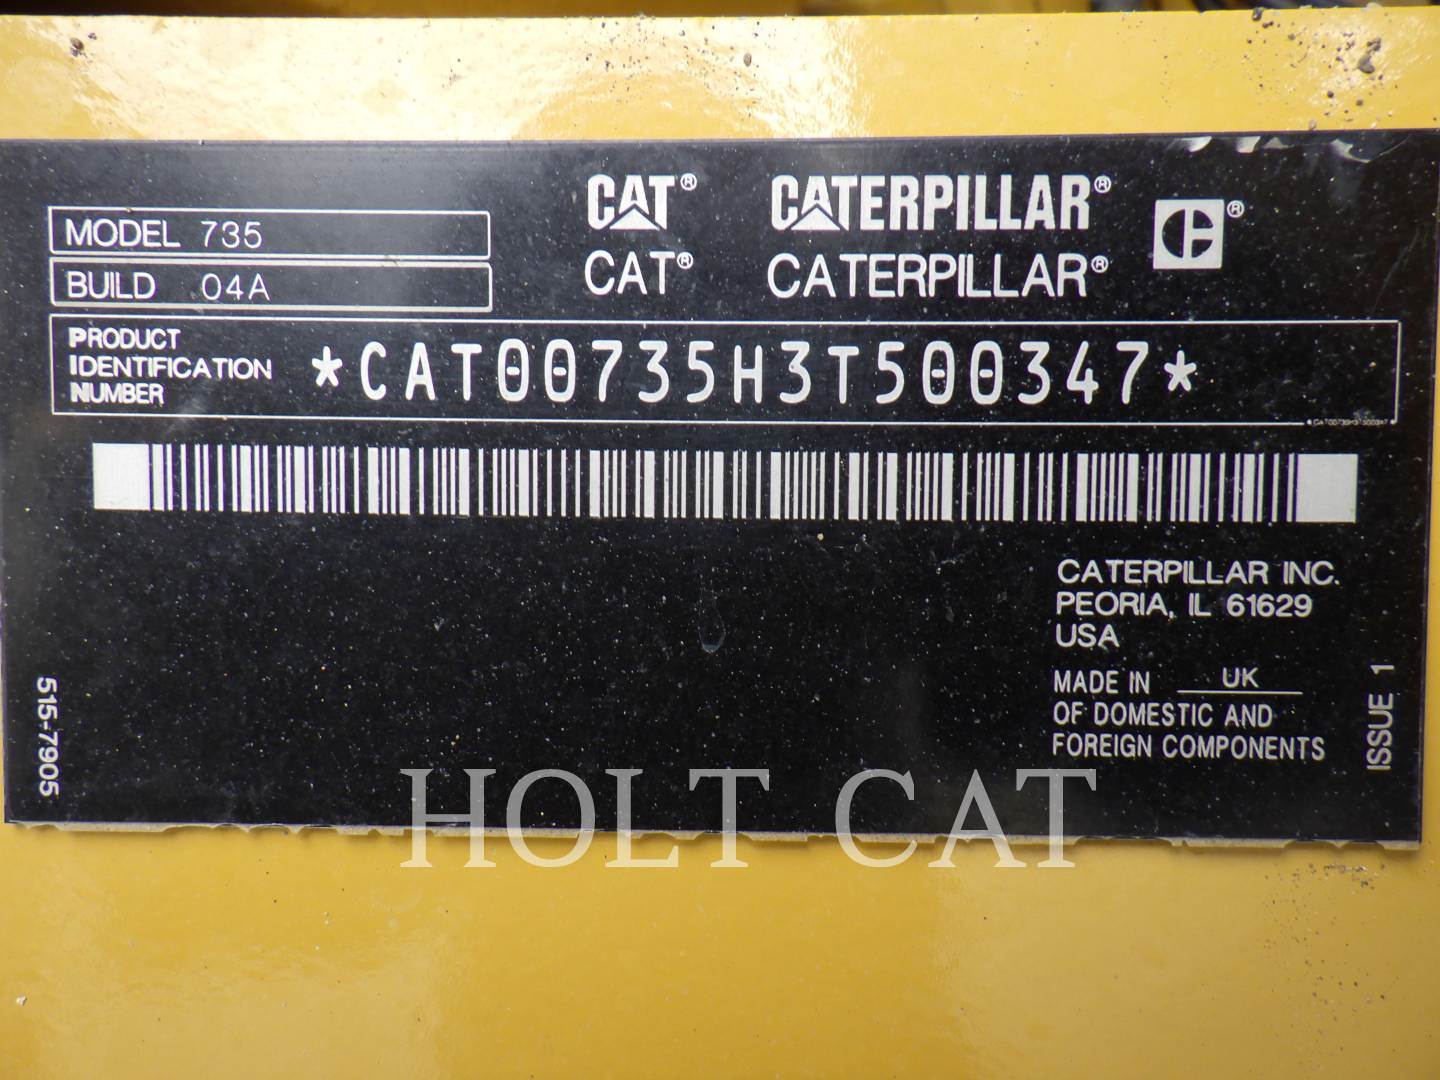 MODEL 735
BUILD 04A
CAT® CATERPILLAR® C®
CAT® CATERPILLAR®
PRODUCT IDENTIFICATION NUMBER
*CAT00735H3T500347*
*CAT00735H3T500347*
CATERPILLAR INC.
PEORIA, IL 61629
USA
MADE IN UK
OF DOMESTIC AND
FOREIGN COMPONENTS
515-7905
ISSUE 1
HOLT CAT